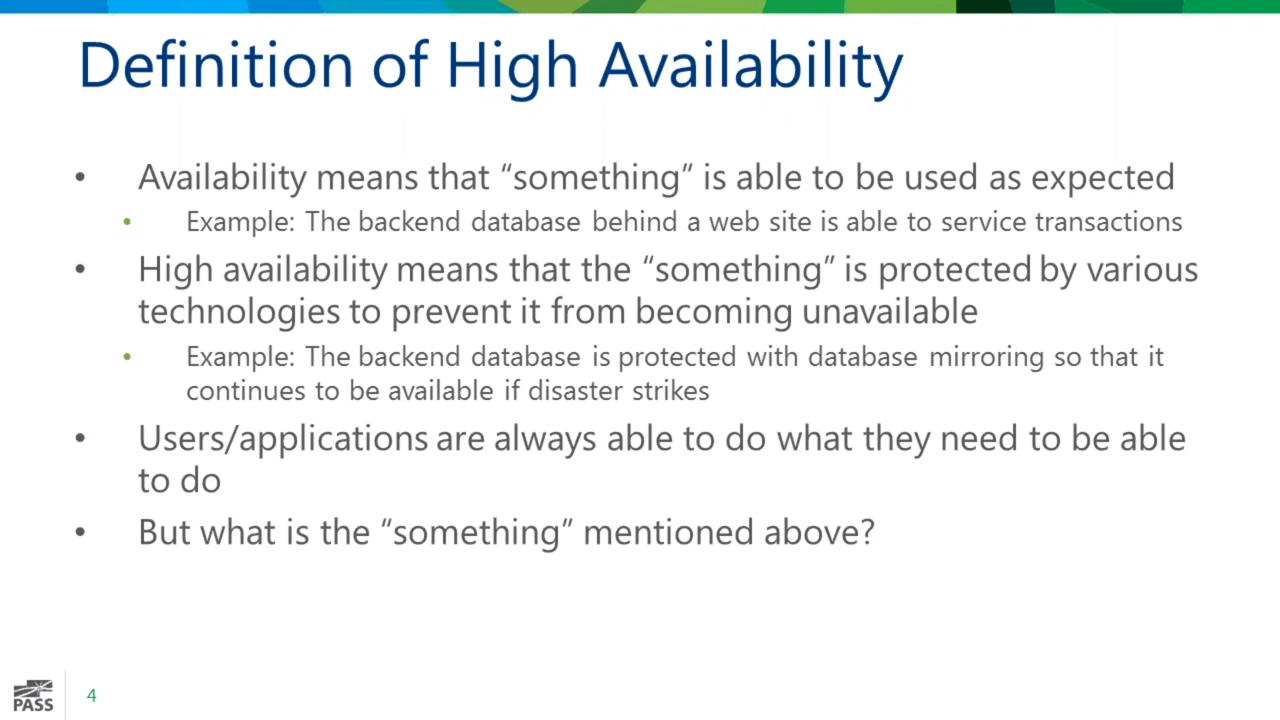 Definition of High Availability
• Availability means that “something” is able to be used as expected
• Example: The backend database behind a web site is able to service transactions
• High availability means that the “something” is protected by various
technologies to prevent it from becoming unavailable
• Example: The backend database is protected with database mirroring so that it
continues to be available if disaster strikes
• Users/applications are always able to do what they need to be able
to do
• But what is the “something” mentioned above?
PASS
4